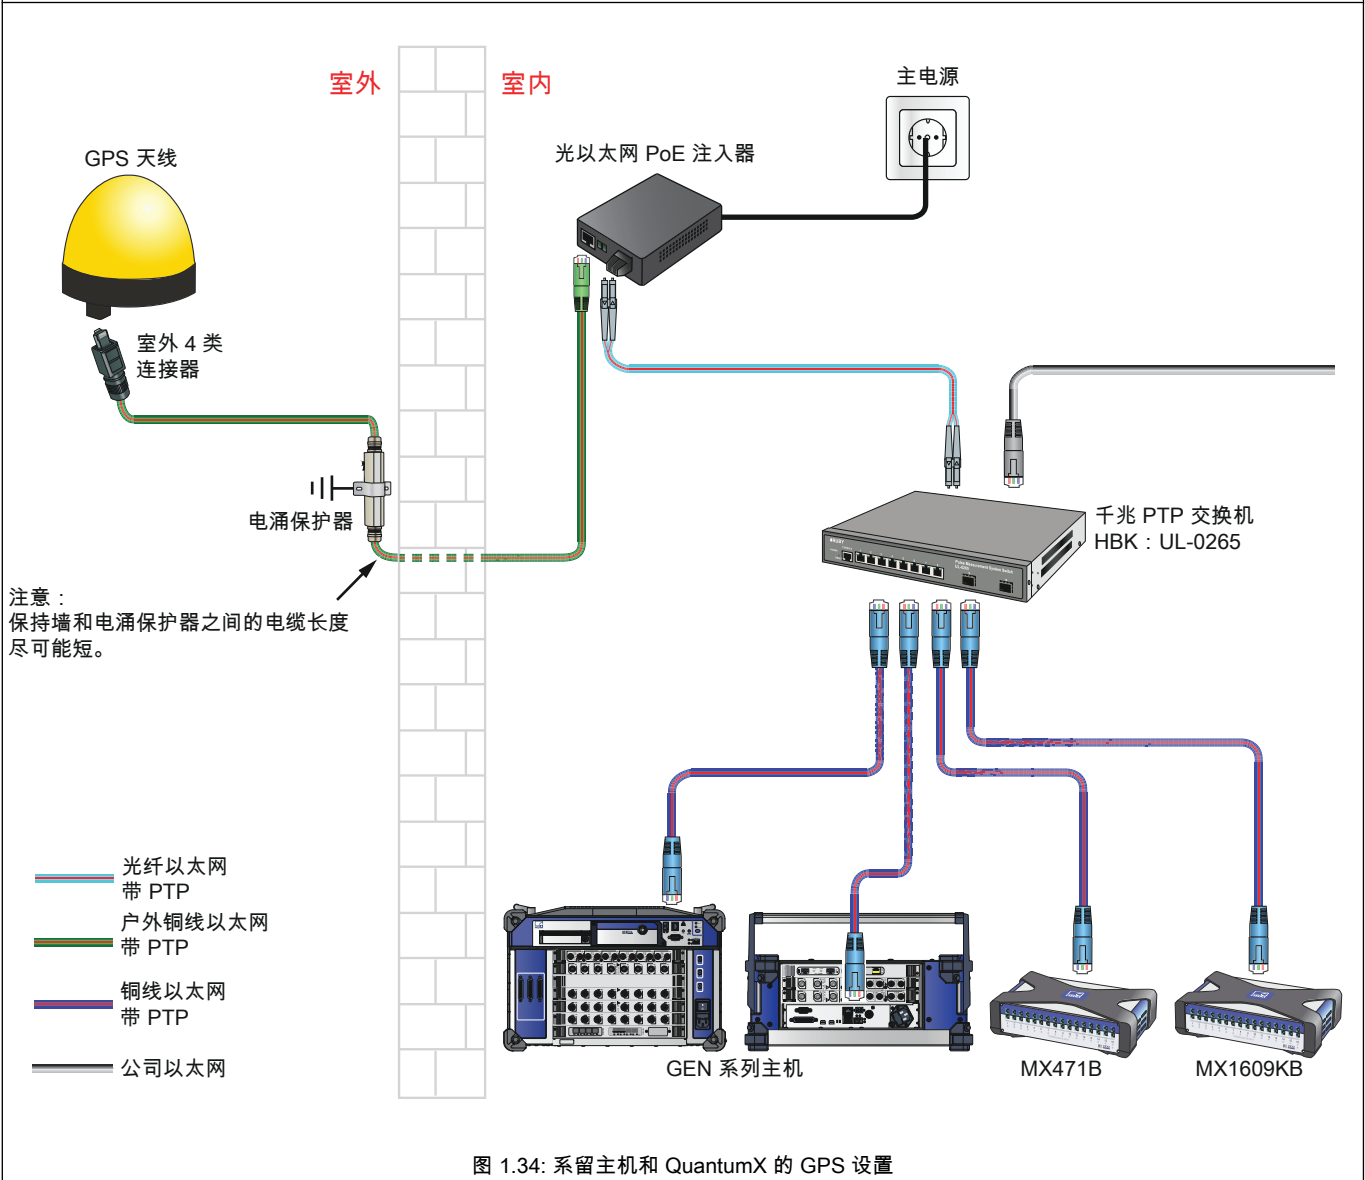 室外
室内
主电源
GPS 天线
光以太网 PoE 注入器
室外 4 类
连接器
电涌保护器
千兆 PTP 交换机
HBK：UL-0265
注意：
保持墙和电涌保护器之间的电缆长度
尽可能短。
光纤以太网
带 PTP
户外铜线以太网
带 PTP
铜线以太网
带 PTP
公司以太网
GEN 系列主机
MX471B
MX1609KB
图 1.34: 系留主机和 QuantumX 的 GPS 设置